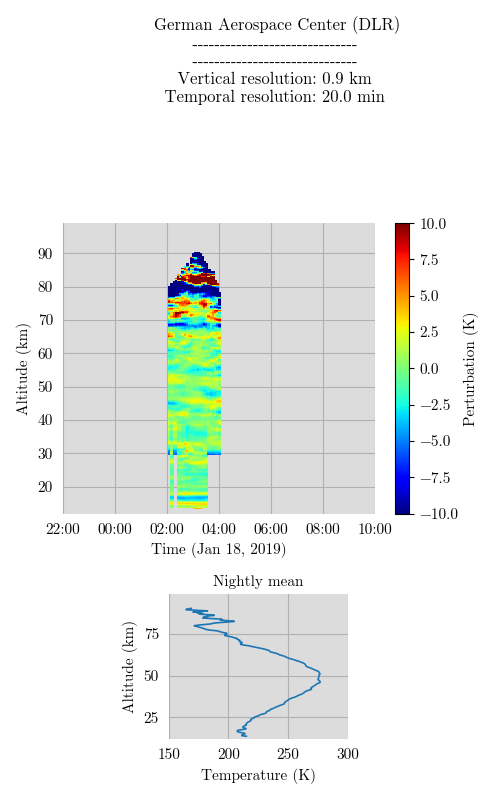 German Aerospace Center (DLR)
------------------------------
------------------------------
Vertical resolution: 0.9 km
Temporal resolution: 20.0 min
90
80
70
60
50
40
30
20
Altitude (km)
22:00 00:00 02:00 04:00 06:00 08:00 10:00
Time (Jan 18, 2019)
10.0
7.5
5.0
2.5
0.0
−2.5
−5.0
−7.5
−10.0
Perturbation (K)
Nightly mean
75
50
25
Altitude (km)
150 200 250 300
Temperature (K)